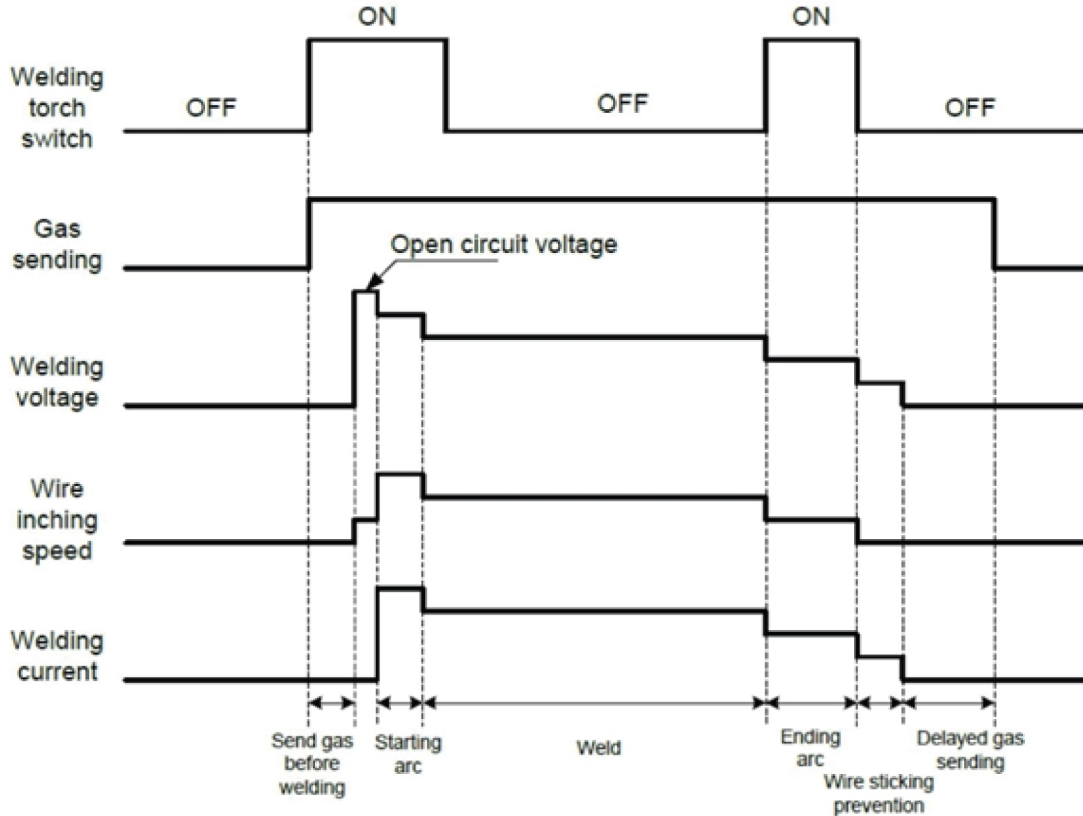 ON
ON
Welding
torch
switch
OFF
OFF
OFF
Gas
sending
Open circuit voltage
Welding
voltage
Wire
inching
speed
Welding
current
Send gas
before
welding
Starting
arc
Weld
Ending
arc
Wire sticking
prevention
Delayed gas
sending